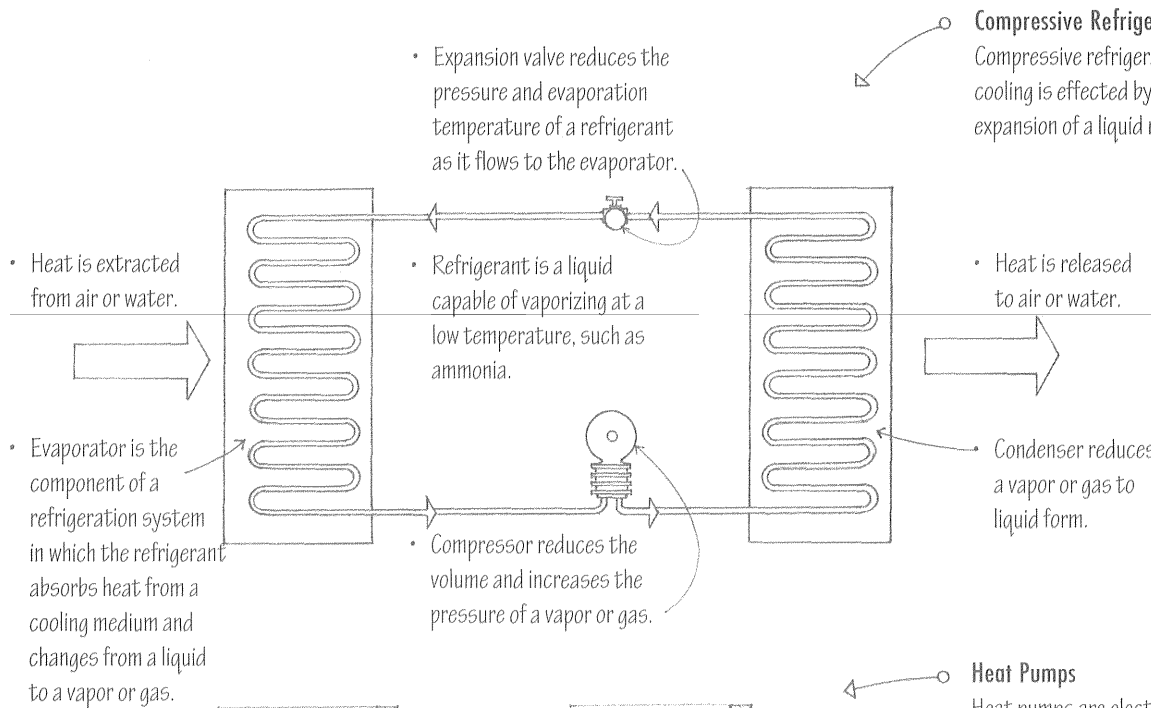 Compressive
Compressive
cooling is effected by
expansion of a liquid
• Expansion valve reduces the
pressure and evaporation
temperature of a refrigerant
as it flows to the evaporator.
• Heat is extracted
from air or water.
• Refrigerant is a liquid
capable of vaporizing at a
low temperature, such as
ammonia.
• Heat is released
to air or water.
• Evaporator is the
component of a
refrigeration system
in which the refrigerant
absorbs heat from a
cooling medium and
changes from a liquid
to a vapor or gas.
• Compressor reduces the
volume and increases the
pressure of a vapor or gas.
• Condenser reduces
a vapor or gas to
liquid form.
Heat Pumps
Heat pumps are